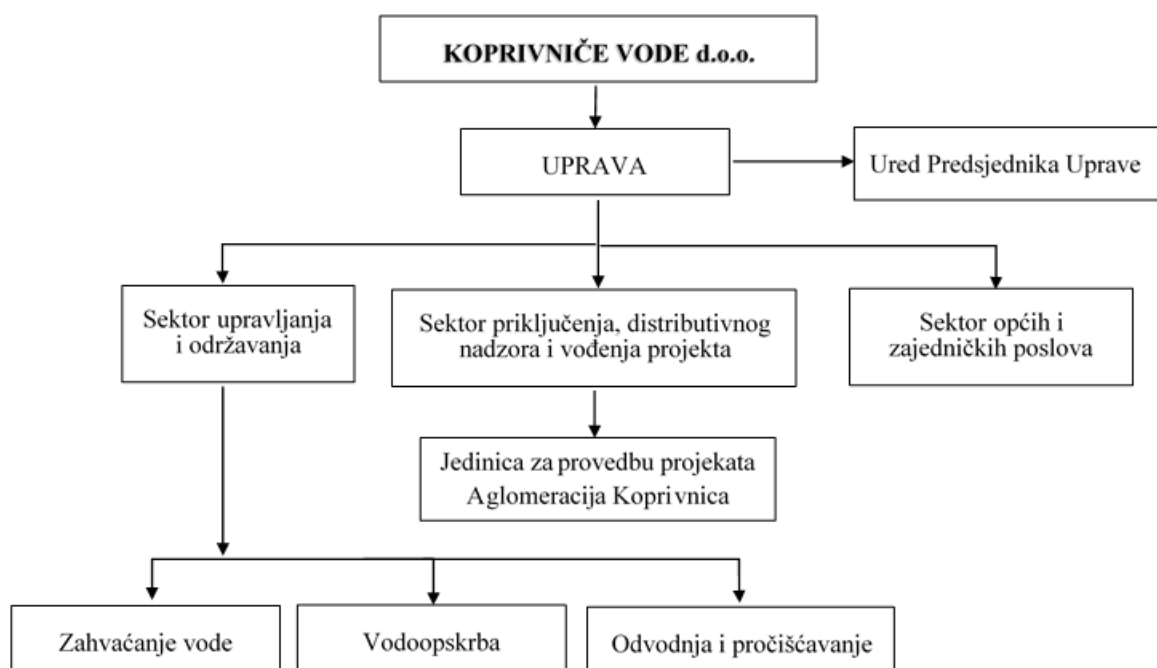 KOPRIVNIČE VODE d.o.o.
UPRAVA
Ured Predsjednika Uprave
Sektor upravljanja
i održavanja
Sektor priključenja, distributivnog
nadzora i vođenja projekta
Sektor općih i
zajedničkih poslova
Jedinica za provedbu projekata
Aglomeracija Koprivnica
Zahvaćanje vode
Vodoopskrba
Odvodnja i pročišćavanje